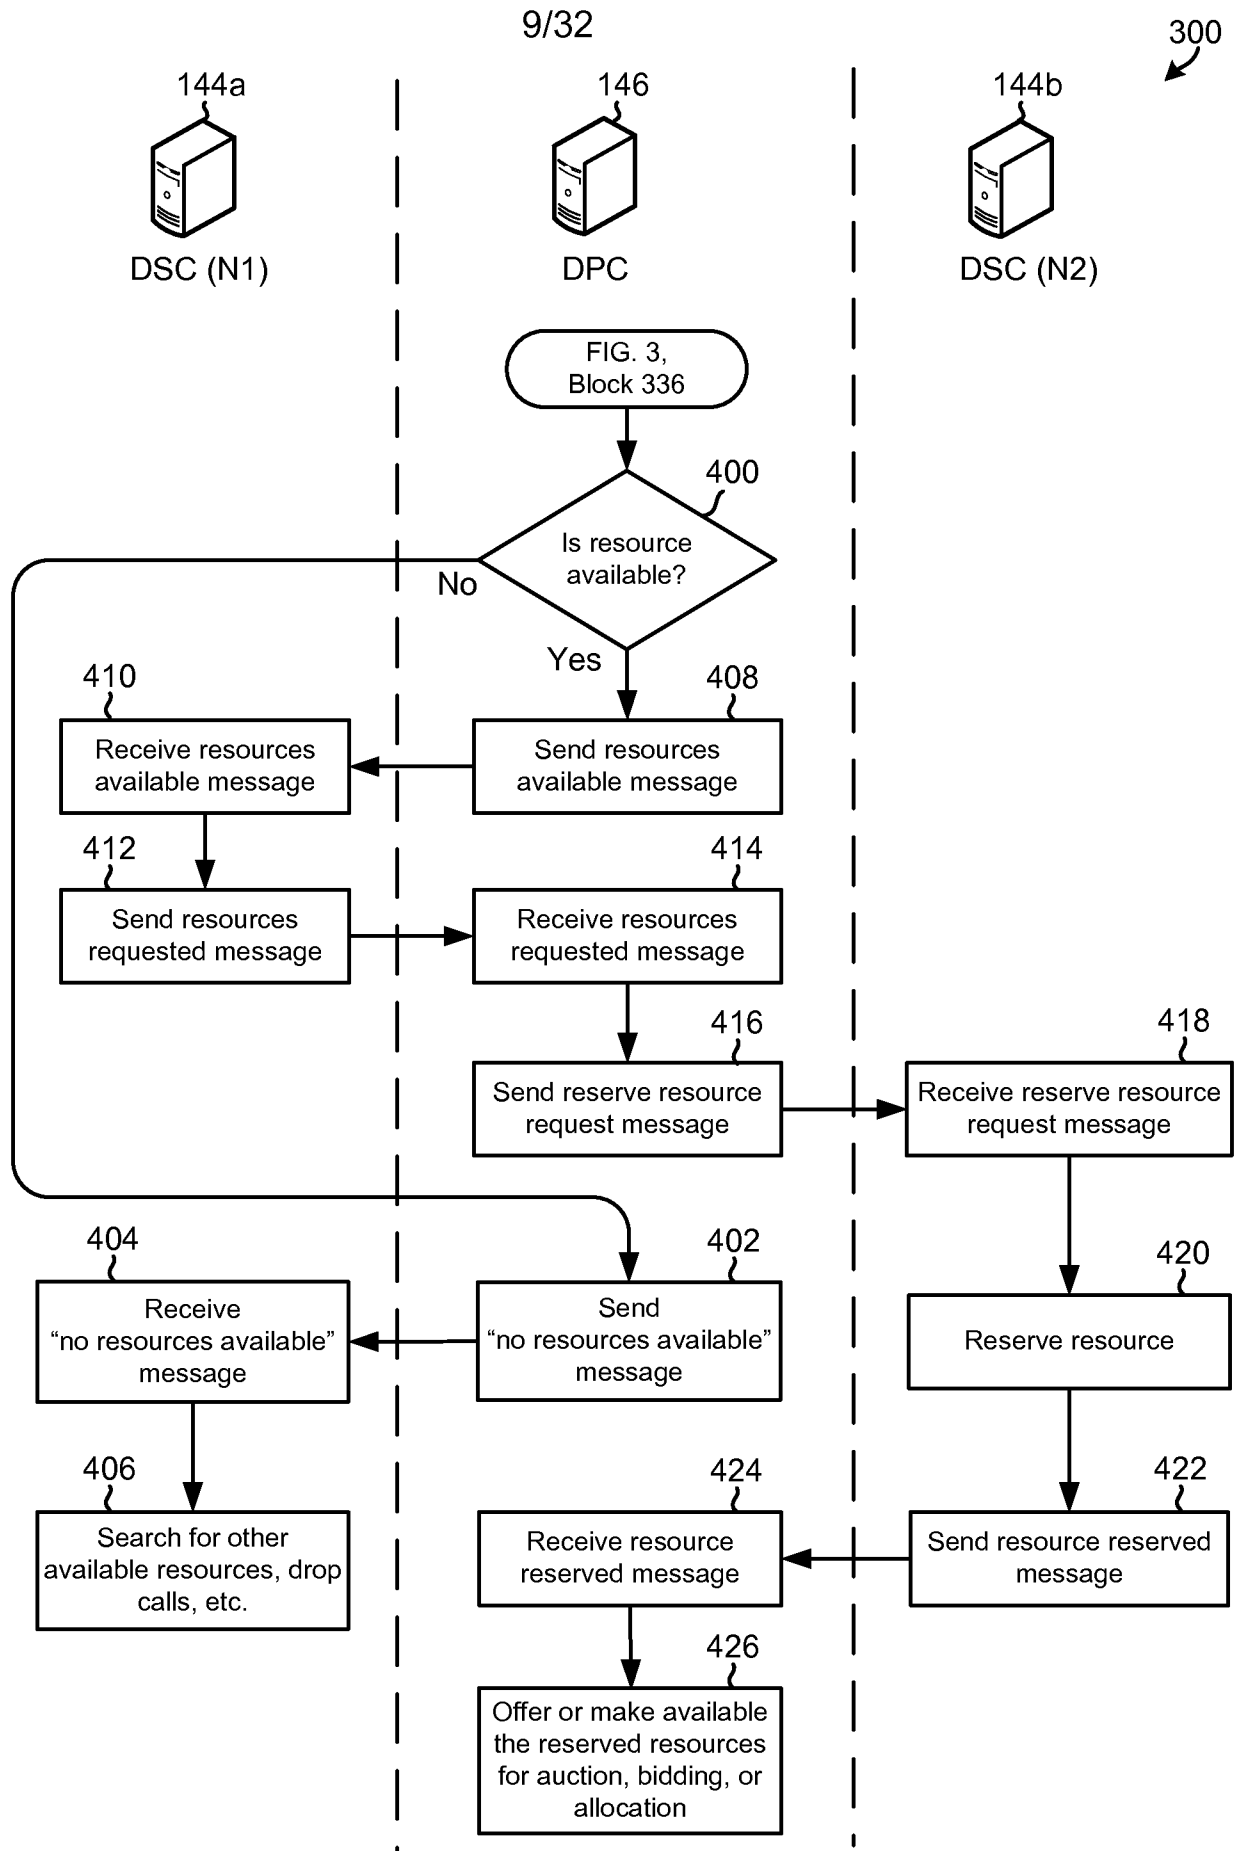 9/32
300
144a
146
144b
DSC (N1)
DPC
DSC (N2)
FIG. 3,
Block 336
400
Is resource
available?
No
Yes
410
408
Receive resources
available message
Send resources
available message
412
414
Send resources
requested message
Receive resources
requested message
416
418
Send reserve resource
request message
Receive reserve resource
request message
404
402
420
Receive
“no resources available”
message
Send
“no resources available”
message
Reserve resource
406
424
422
Search for other
available resources, drop
calls, etc.
Receive resource
reserved message
Send resource reserved
message
426
Offer or make available
the reserved resources
for auction, bidding, or
allocation